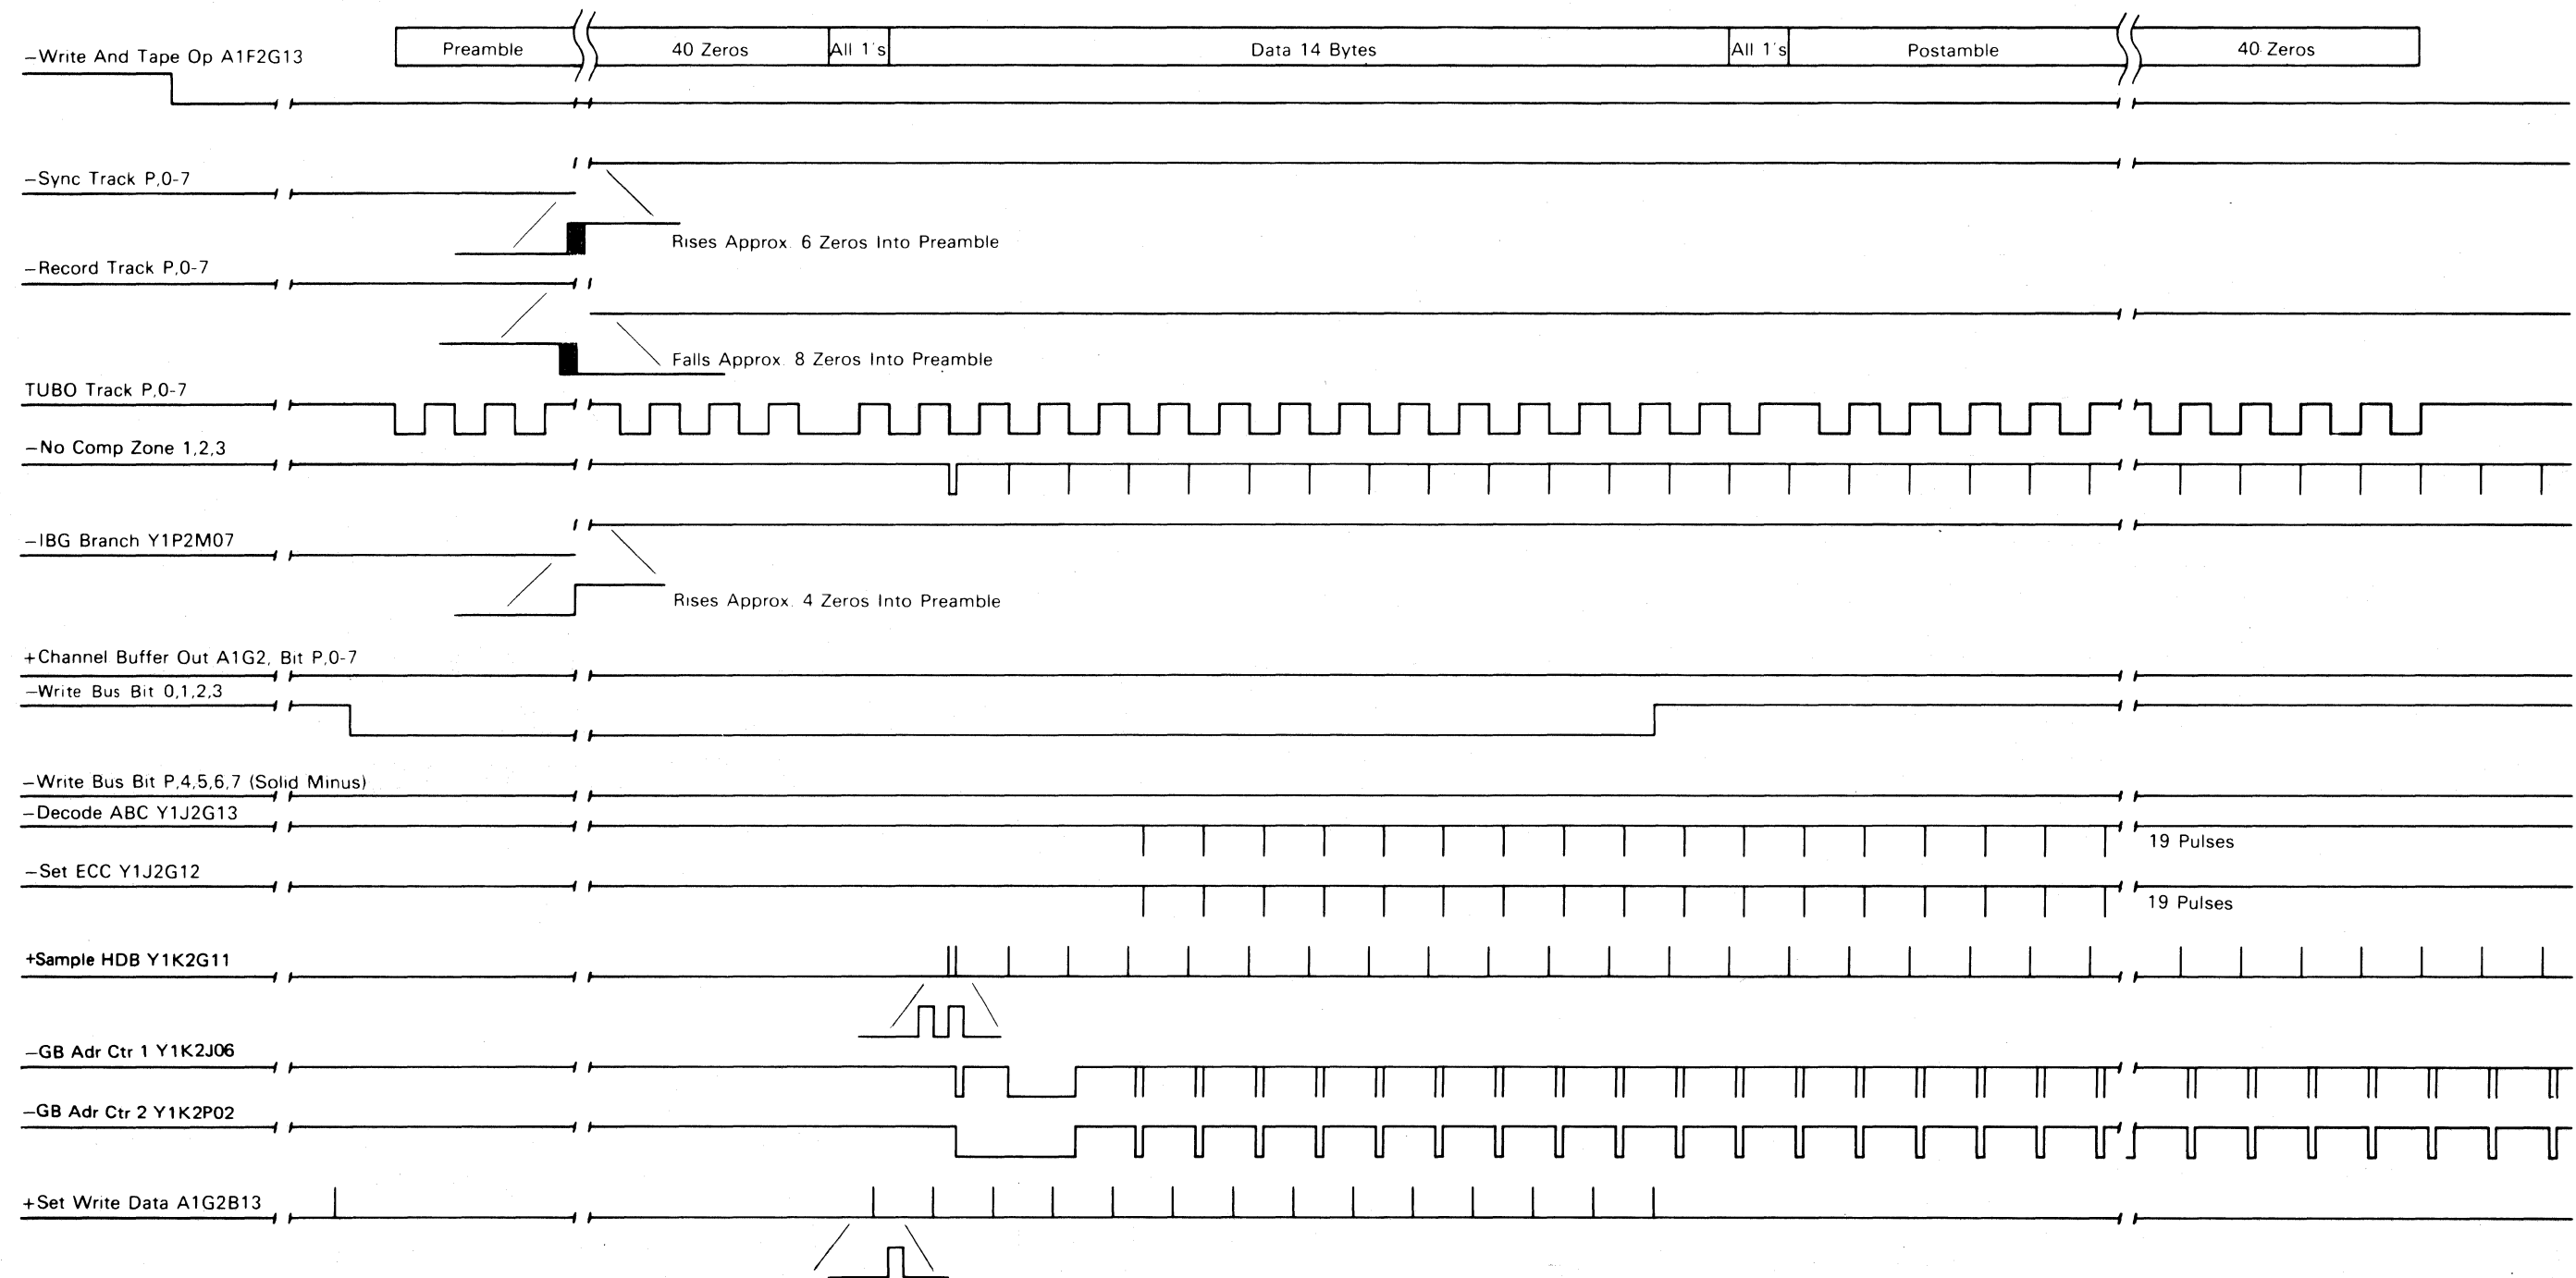 Preamble 40 Zeros All 1's Data 14 Bytes All 1's Postamble 40 Zeros
—Write And Tape Op A1F2G13
—Sync Track P,0-7
Rises Approx. 6 Zeros Into Preamble
—Record Track P,0-7
Falls Approx. 8 Zeros Into Preamble
TUBO Track P,0-7
—No Comp Zone 1,2,3
—IBG Branch Y1P2M07
Rises Approx. 4 Zeros Into Preamble
+Channel Buffer Out A1G2, Bit P,0-7
—Write Bus Bit 0,1,2,3
—Write Bus Bit P,4,5,6,7 (Solid Minus)
—Decode ABC Y1J2G13
19 Pulses
—Set ECC Y1J2G12
19 Pulses
+Sample HDB Y1K2G11
—GB Adr Ctr 1 Y1K2J06
—GB Adr Ctr 2 Y1K2P02
+Set Write Data A1G2B13